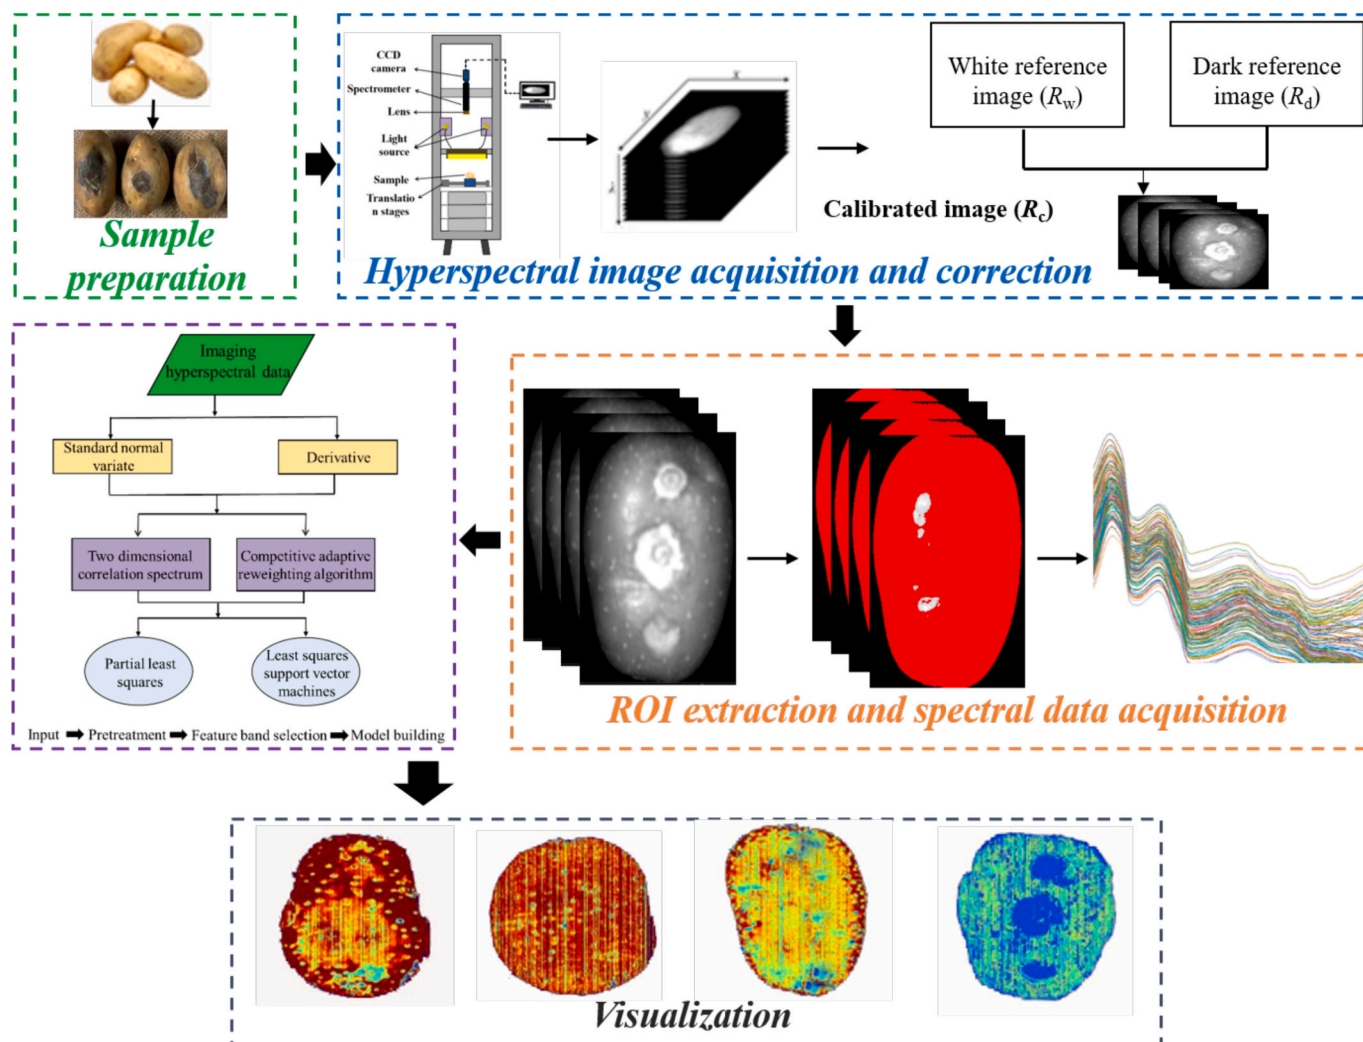 Sample
preparation
CCD
camera
Spectrometer
Lens
Light
source
Sample
Translatio
n stages
X
Y
λ
White reference
image (Rw)
Dark reference
image (Rd)
Calibrated image (Rc)
Hyperspectral image acquisition and correction
Imaging
hyperspectral data
Standard normal
variate
Derivative
Two dimensional
correlation spectrum
Competitive adaptive
reweighting algorithm
Partial least
squares
Least squares
support vector
machines
Input Pretreatment Feature band selection Model building
ROI extraction and spectral data acquisition
Visualization